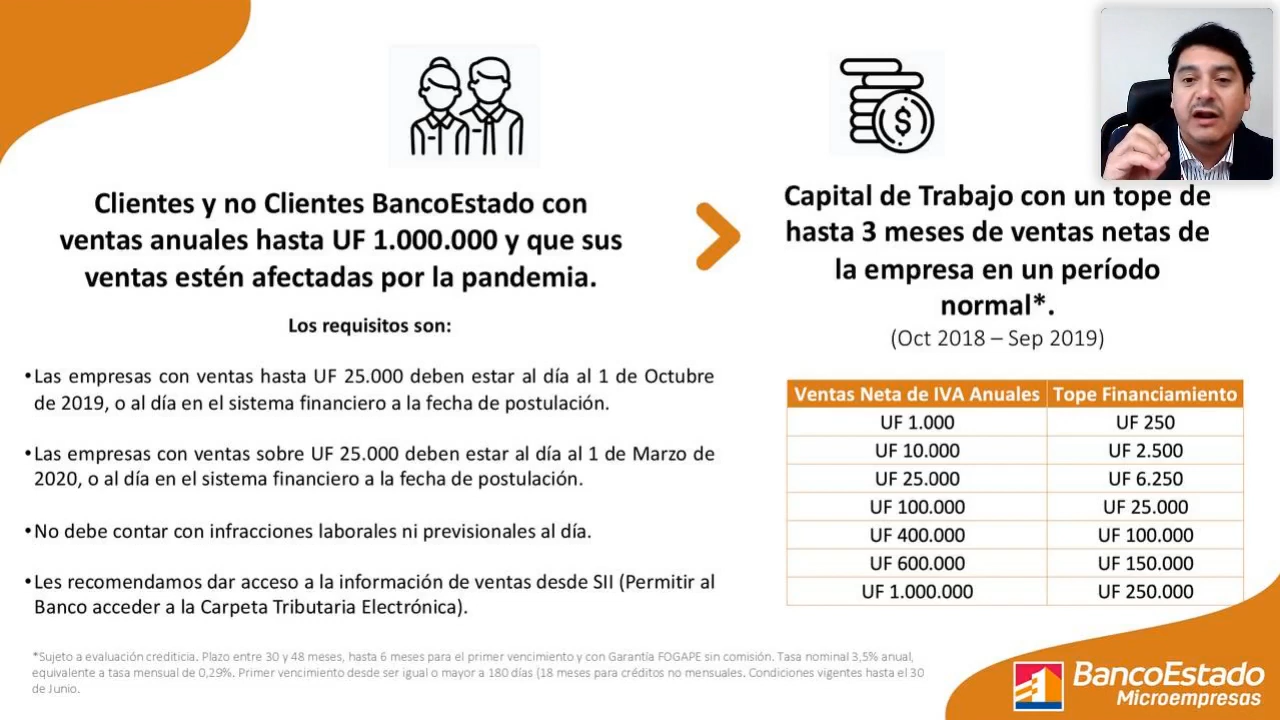 Clientes y no Clientes BancoEstado con
ventas anuales hasta UF 1.000.000 y que sus
ventas estén afectadas por la pandemia.
Los requisitos son:
•Las empresas con ventas hasta UF 25.000 deben estar al día al 1 de Octubre
de 2019, o al día en el sistema financiero a la fecha de postulación.
•Las empresas con ventas sobre UF 25.000 deben estar al día al 1 de Marzo de
2020, o al día en el sistema financiero a la fecha de postulación.
•No debe contar con infracciones laborales ni previsionales al día.
•Les recomendamos dar acceso a la información de ventas desde SII (Permitir al
Banco acceder a la Carpeta Tributaria Electrónica).
$
Capital de Trabajo con un tope de
hasta 3 meses de ventas netas de
la empresa en un período
normal*.
(Oct 2018 – Sep 2019)
Ventas Neta de IVA Anuales Tope Financiamiento
UF 1.000 UF 250
UF 10.000 UF 2.500
UF 25.000 UF 6.250
UF 100.000 UF 25.000
UF 400.000 UF 100.000
UF 600.000 UF 150.000
UF 1.000.000 UF 250.000
*Sujeto a evaluación crediticia. Plazo entre 30 y 48 meses, hasta 6 meses para el primer vencimiento y con Garantía FOGAPE sin comisión. Tasa nominal 3,5% anual,
equivalente a tasa mensual de 0,29%. Primer vencimiento desde ser igual o mayor a 180 días (18 meses para créditos no mensuales. Condiciones vigentes hasta el 30
de Junio.
BancoEstado
Microempresas